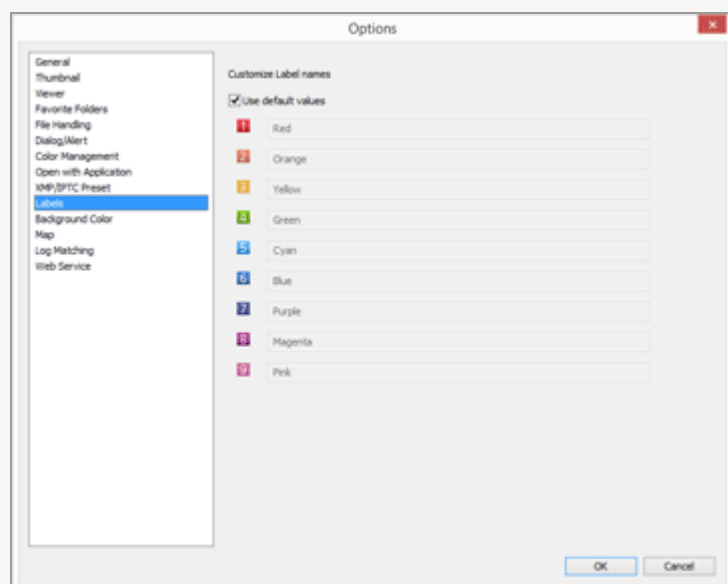 Options
General
Thumbnail
Viewer
Favorite Folders
File Handling
Dialog/Alert
Color Management
Open with Application
XMP/IPTC Preset
Labels
Background Color
Map
Log Matching
Web Service
Customize Label names
Use default values
1 Red
2 Orange
3 Yellow
4 Green
5 Cyan
6 Blue
7 Purple
8 Magenta
9 Pink
OK Cancel